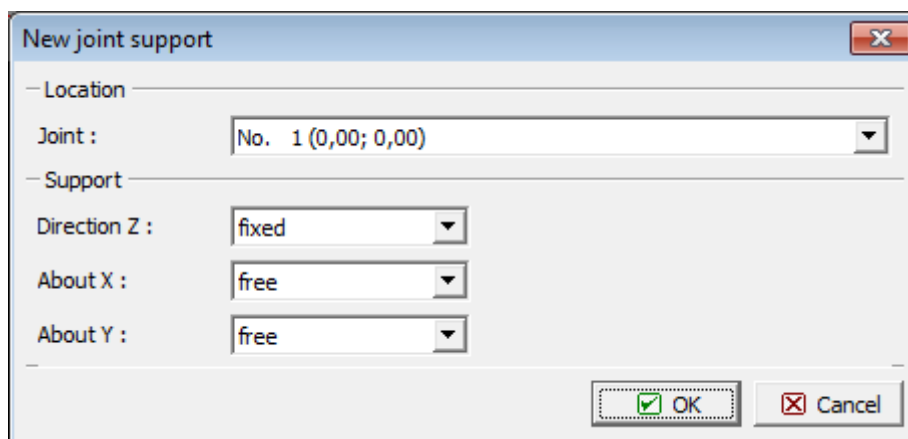 New joint support
Location
Joint : No. 1 (0,00; 0,00)
Support
Direction Z : fixed
About X : free
About Y : free
OK Cancel